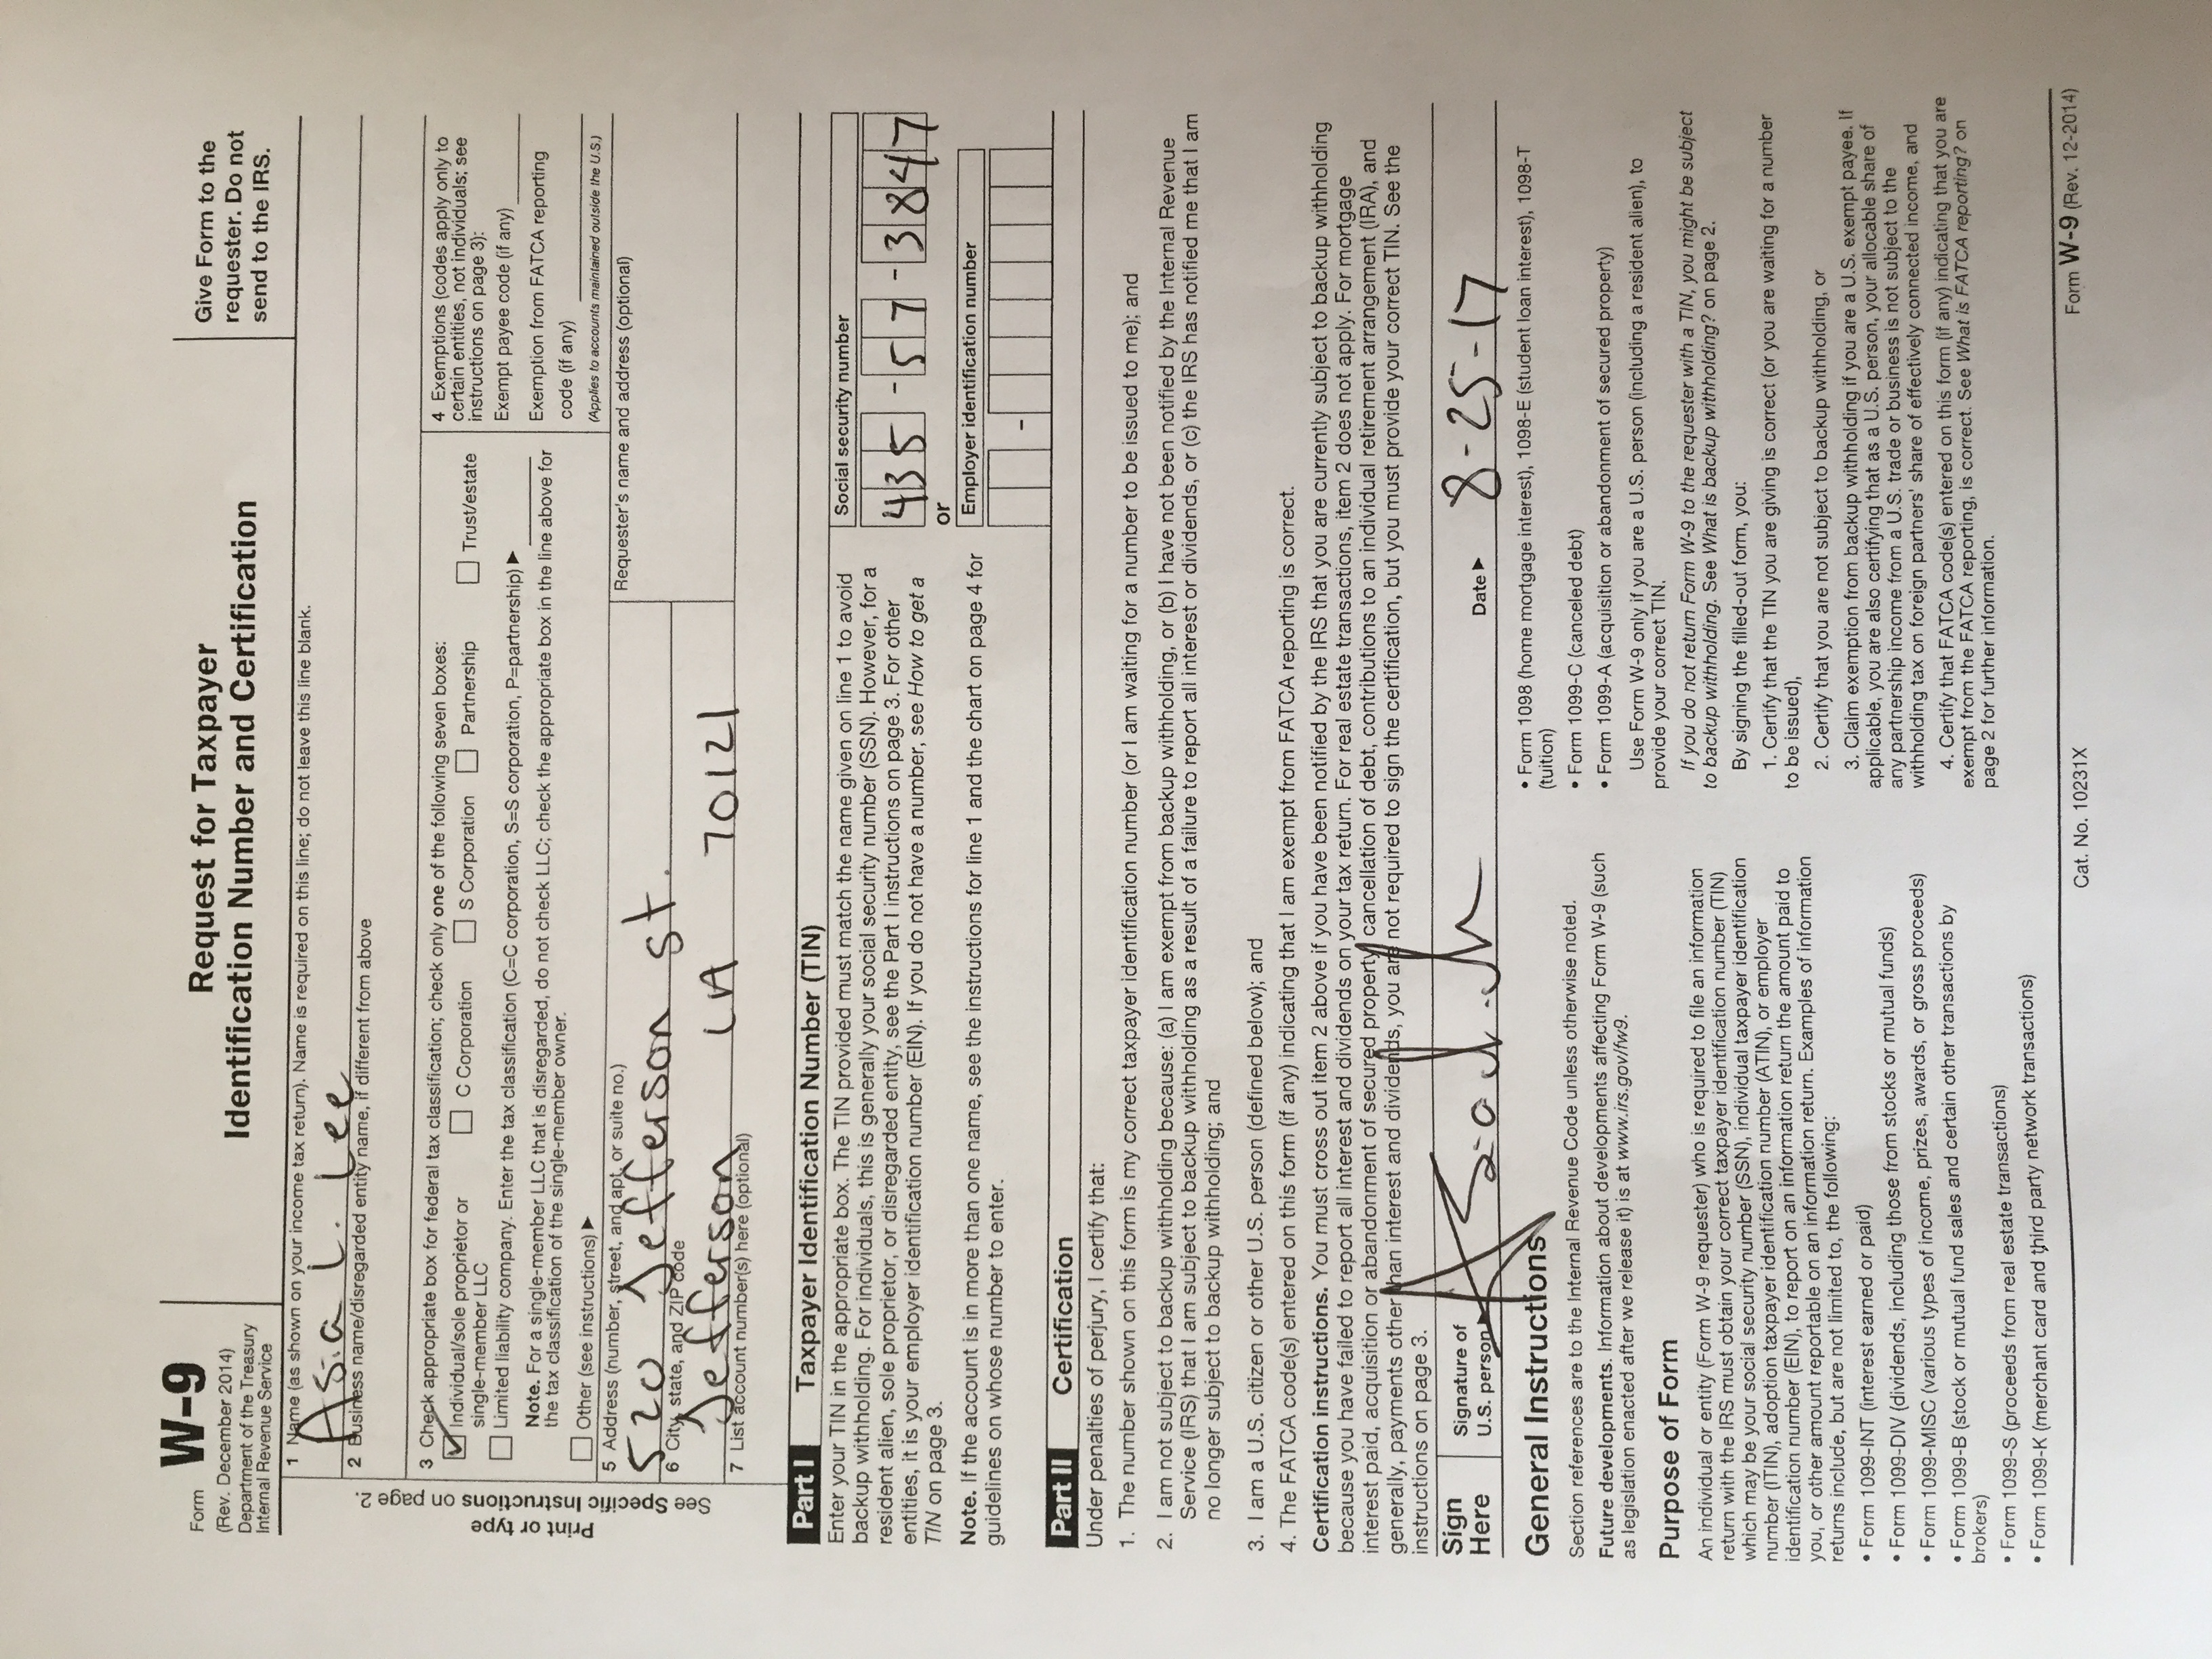 Form W-9
(Rev. December 2014)
Department of the Treasury
Internal Revenue Service
Request for Taxpayer
Identification Number and Certification
Give Form to the
requester. Do not
send to the IRS.
Print or type
See Specific Instructions on page 2.
1 Name (as shown on your income tax return). Name is required on this line; do not leave this line blank.
Asia L. Lee
2 Business name/disregarded entity name, if different from above
3 Check appropriate box for federal tax classification; check only one of the following seven boxes:
Individual/sole proprietor or
single-member LLC
C Corporation
S Corporation
Partnership
Trust/estate
Limited liability company. Enter the tax classification (C=C corporation, S=S corporation, P=partnership) ▶
Note. For a single-member LLC that is disregarded, do not check LLC; check the appropriate box in the line above for
the tax classification of the single-member owner.
Other (see instructions) ▶
4 Exemptions (codes apply only to
certain entities, not individuals; see
instructions on page 3):
Exempt payee code (if any)
Exemption from FATCA reporting
code (if any)
(Applies to accounts maintained outside the U.S.)
5 Address (number, street, and apt. or suite no.)
520 Jefferson st.
Requester's name and address (optional)
6 City, state, and ZIP code
Jefferson LA 70121
7 List account number(s) here (optional)
Part I Taxpayer Identification Number (TIN)
Enter your TIN in the appropriate box. The TIN provided must match the name given on line 1 to avoid
backup withholding. For individuals, this is generally your social security number (SSN). However, for a
resident alien, sole proprietor, or disregarded entity, see the Part I instructions on page 3. For other
entities, it is your employer identification number (EIN). If you do not have a number, see How to get a
TIN on page 3.
Note. If the account is in more than one name, see the instructions for line 1 and the chart on page 4 for
guidelines on whose number to enter.
Social security number
435-57-3847
or
Employer identification number
-
Part II Certification
Under penalties of perjury, I certify that:
1. The number shown on this form is my correct taxpayer identification number (or I am waiting for a number to be issued to me); and
2. I am not subject to backup withholding because: (a) I am exempt from backup withholding, or (b) I have not been notified by the Internal Revenue
Service (IRS) that I am subject to backup withholding as a result of a failure to report all interest or dividends, or (c) the IRS has notified me that I am
no longer subject to backup withholding; and
3. I am a U.S. citizen or other U.S. person (defined below); and
4. The FATCA code(s) entered on this form (if any) indicating that I am exempt from FATCA reporting is correct.
Certification instructions. You must cross out item 2 above if you have been notified by the IRS that you are currently subject to backup withholding
because you have failed to report all interest and dividends on your tax return. For real estate transactions, item 2 does not apply. For mortgage
interest paid, acquisition or abandonment of secured property, cancellation of debt, contributions to an individual retirement arrangement (IRA), and
generally, payments other than interest and dividends, you are not required to sign the certification, but you must provide your correct TIN. See the
instructions on page 3.
Sign
Here
Signature of
U.S. person ▶
Date ▶ 8-25-17
General Instructions
Section references are to the Internal Revenue Code unless otherwise noted.
Future developments. Information about developments affecting Form W-9 (such
as legislation enacted after we release it) is at www.irs.gov/fw9.
Purpose of Form
An individual or entity (Form W-9 requester) who is required to file an information
return with the IRS must obtain your correct taxpayer identification number (TIN)
which may be your social security number (SSN), individual taxpayer identification
number (ITIN), adoption taxpayer identification number (ATIN), or employer
identification number (EIN), to report on an information return the amount paid to
you, or other amount reportable on an information return. Examples of information
returns include, but are not limited to, the following:
• Form 1099-INT (interest earned or paid)
• Form 1099-DIV (dividends, including those from stocks or mutual funds)
• Form 1099-MISC (various types of income, prizes, awards, or gross proceeds)
• Form 1099-B (stock or mutual fund sales and certain other transactions by
brokers)
• Form 1099-S (proceeds from real estate transactions)
• Form 1099-K (merchant card and third party network transactions)
• Form 1098 (home mortgage interest), 1098-E (student loan interest), 1098-T
(tuition)
• Form 1099-C (canceled debt)
• Form 1099-A (acquisition or abandonment of secured property)
Use Form W-9 only if you are a U.S. person (including a resident alien), to
provide your correct TIN.
If you do not return Form W-9 to the requester with a TIN, you might be subject
to backup withholding. See What is backup withholding? on page 2.
By signing the filled-out form, you:
1. Certify that the TIN you are giving is correct (or you are waiting for a number
to be issued),
2. Certify that you are not subject to backup withholding, or
3. Claim exemption from backup withholding if you are a U.S. exempt payee. If
applicable, you are also certifying that as a U.S. person, your allocable share of
any partnership income from a U.S. trade or business is not subject to the
withholding tax on foreign partners' share of effectively connected income, and
4. Certify that FATCA code(s) entered on this form (if any) indicating that you are
exempt from the FATCA reporting, is correct. See What is FATCA reporting? on
page 2 for further information.
Cat. No. 10231X
Form W-9 (Rev. 12-2014)